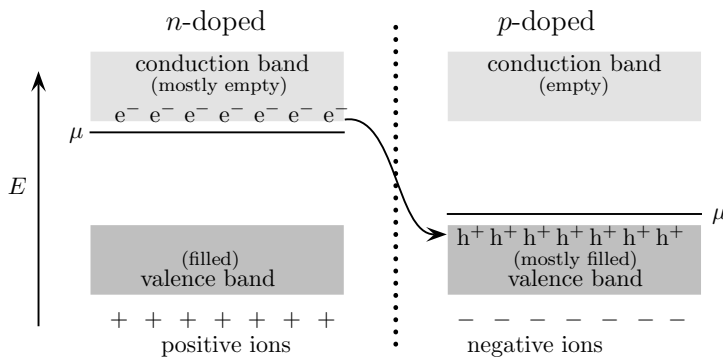 n-doped
p-doped
conduction band
(mostly empty)
e⁻ e⁻ e⁻ e⁻ e⁻ e⁻ e⁻
μ
E
(filled)
valence band
+ + + + + + +
positive ions
conduction band
(empty)
μ
h⁺ h⁺ h⁺ h⁺ h⁺ h⁺ h⁺
(mostly filled)
valence band
− − − − − − −
negative ions